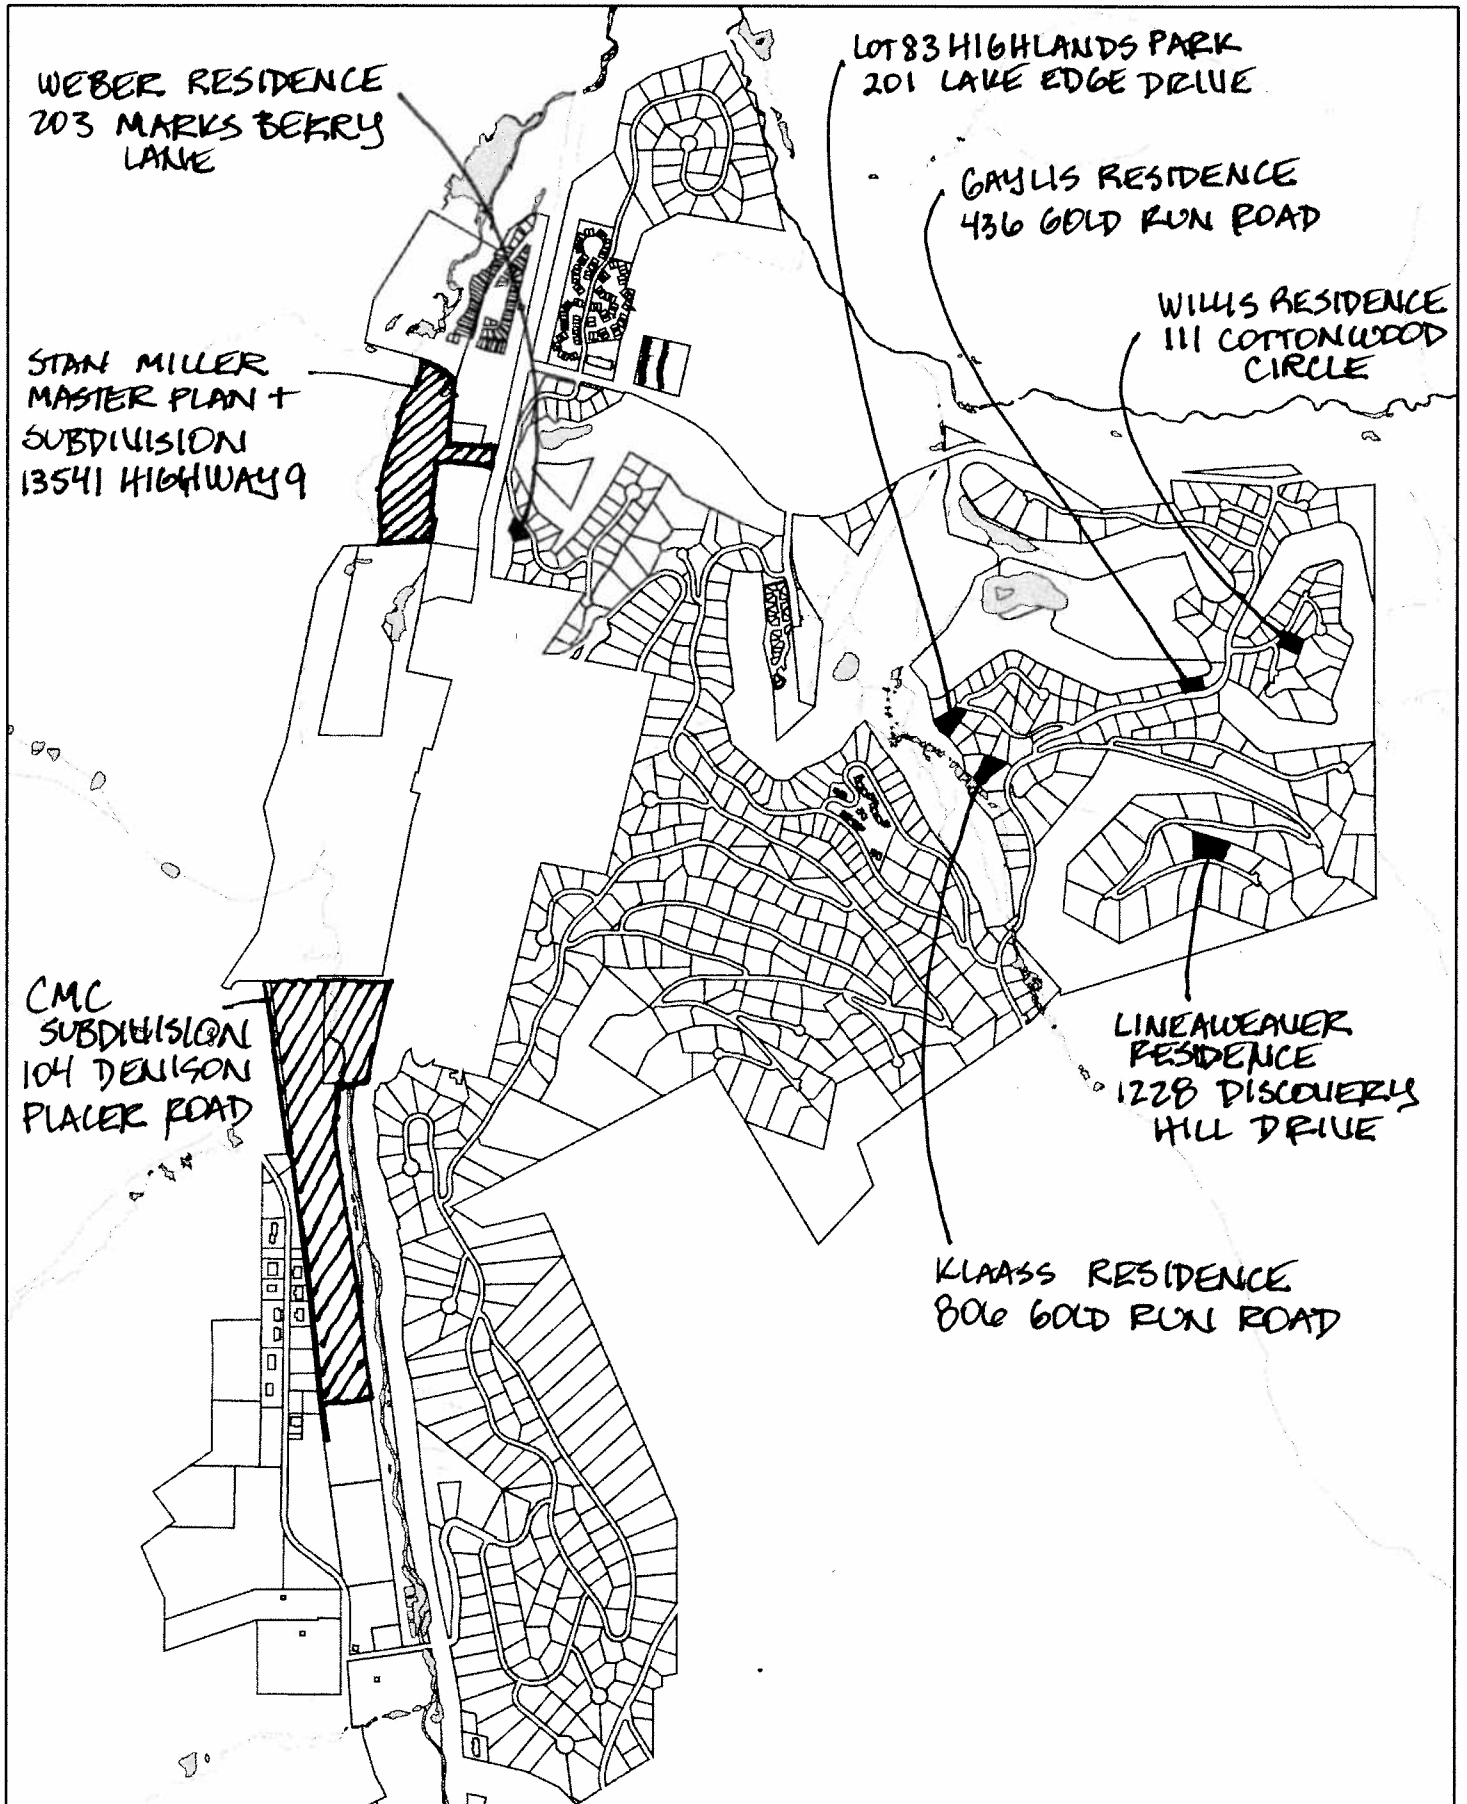 WEBER RESIDENCE
203 MARKS BERRY
LANE
LOT 83 HIGHLANDS PARK
201 LAKE EDGE DRIVE
GAYLIS RESIDENCE
436 GOLD RUN ROAD
WILLIS RESIDENCE
111 COTTONWOOD
CIRCLE
STAN MILLER
MASTER PLAN +
SUBDIVISION
13541 HIGHWAY 9
CMC
SUBDIVISION
104 DENISON
PLACER ROAD
LINEAWEAVER
RESIDENCE
1228 DISCOVERY
HILL DRIVE
KLAASS RESIDENCE
806 GOLD RUN ROAD